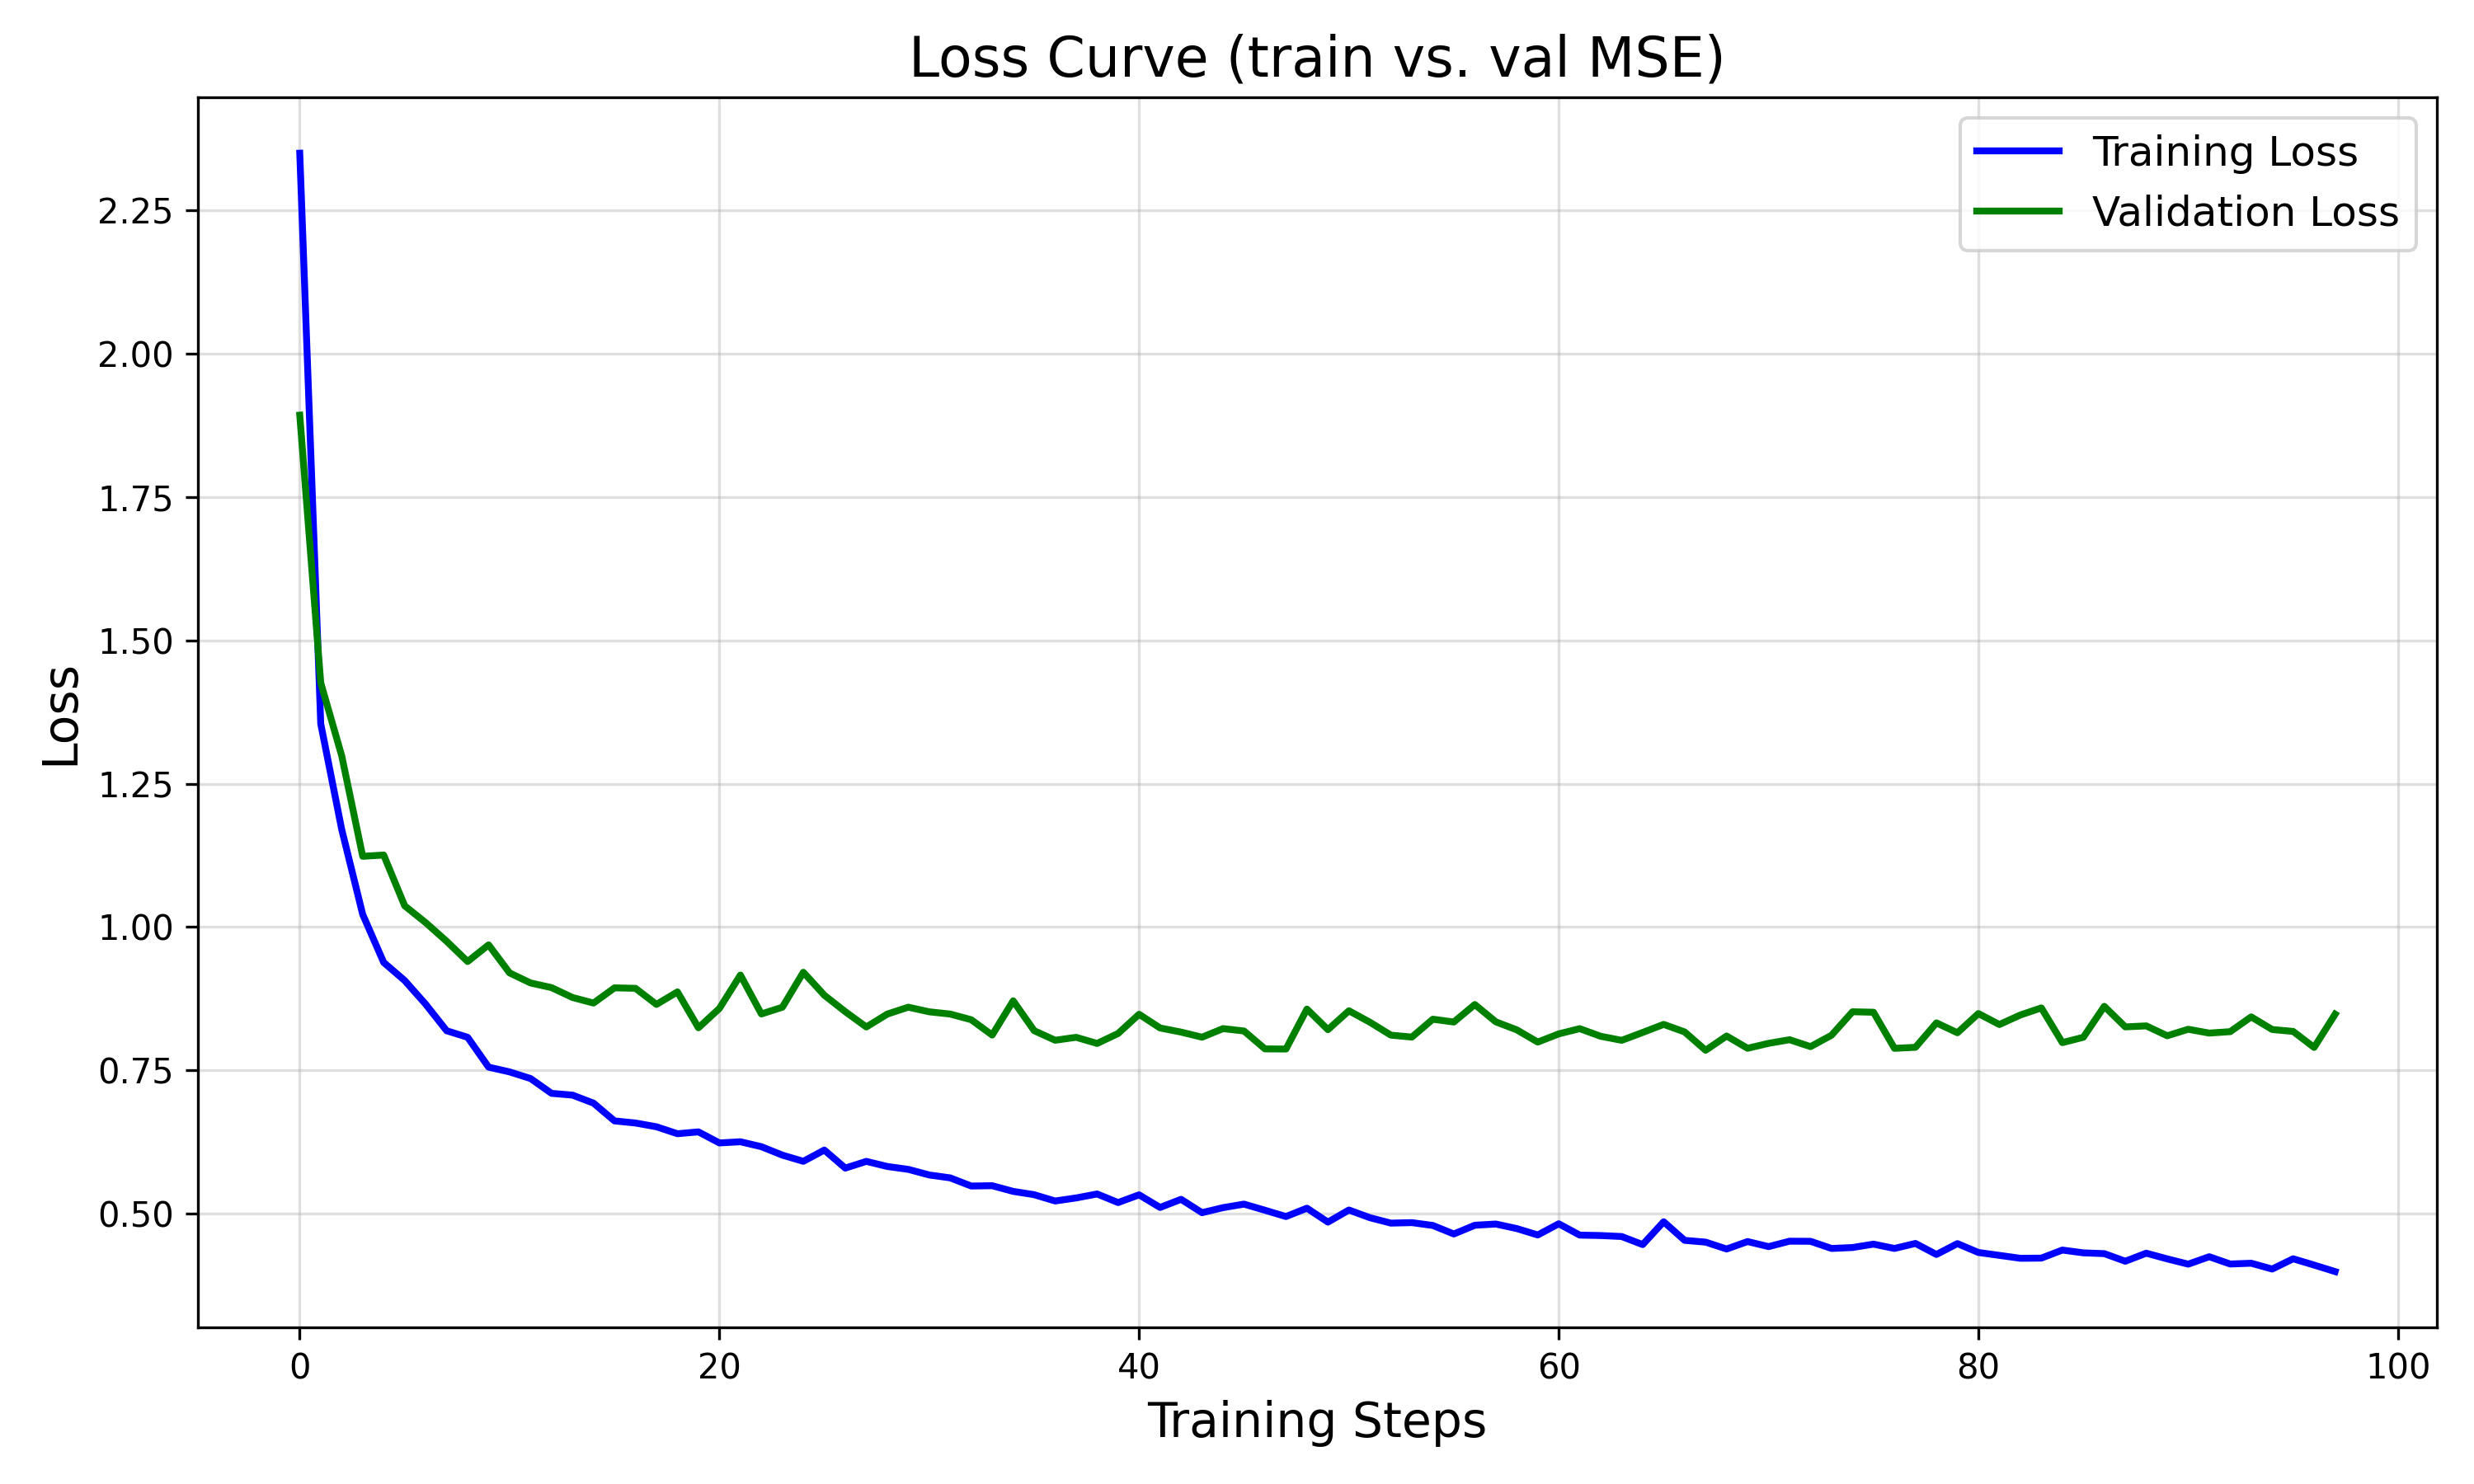 Loss Curve (train vs. val MSE)
Training Loss
Validation Loss
2.25
2.00
1.75
1.50
1.25
1.00
0.75
0.50
Loss
0 20 40 60 80 100
Training Steps